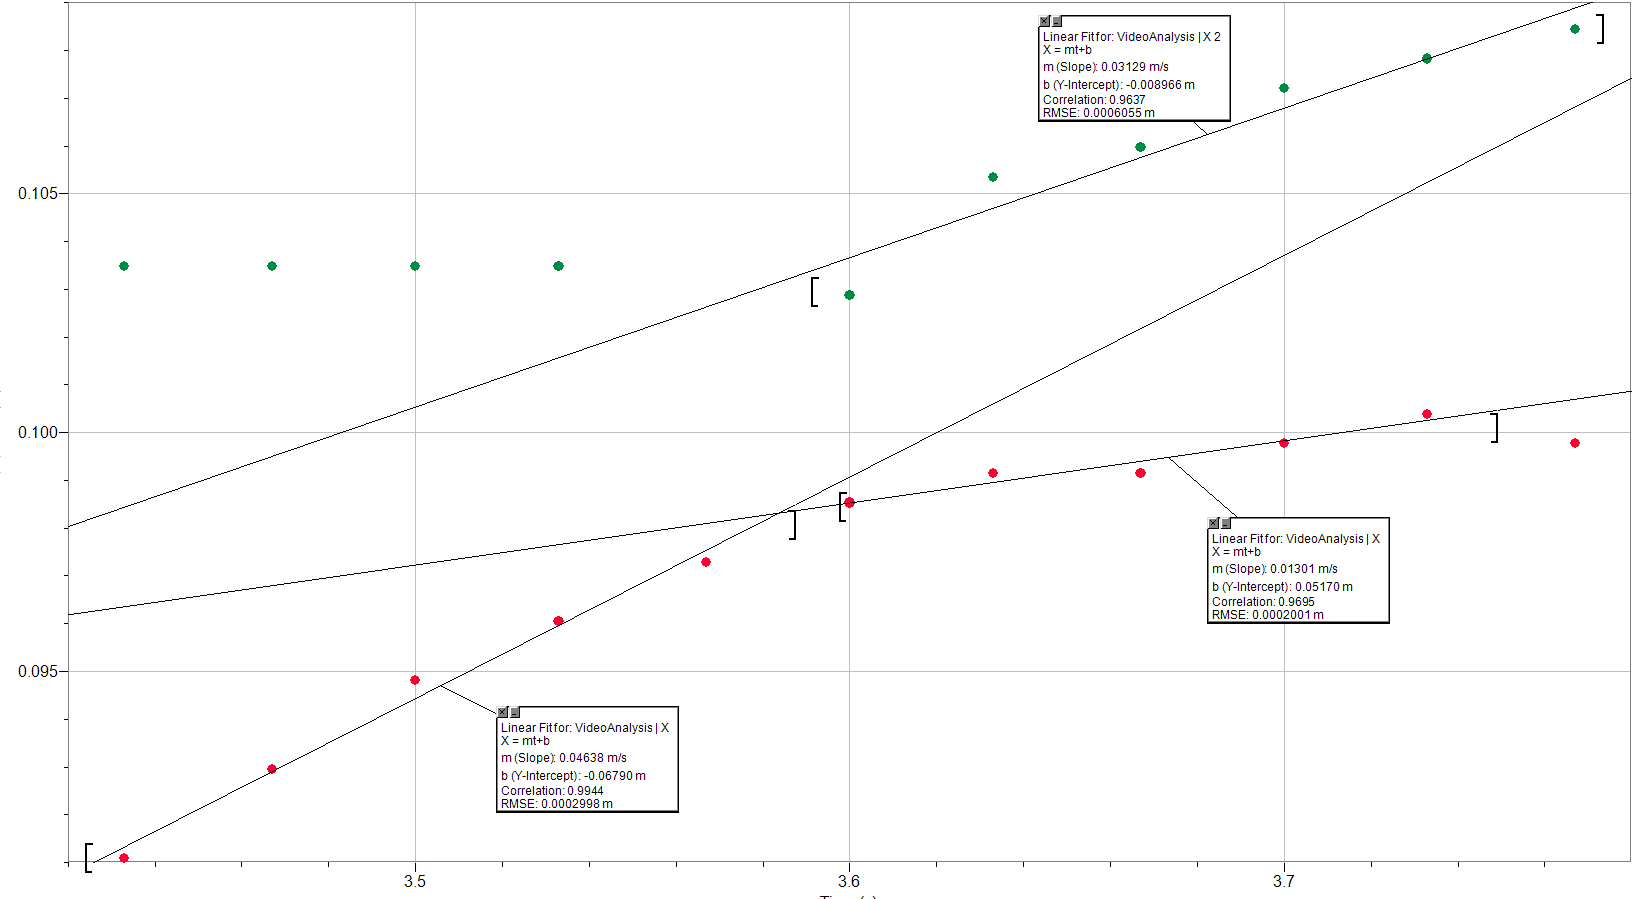 Linear Fit for: VideoAnalysis | X 2
X = mt+b
m (Slope): 0.03129 m/s
b (Y-Intercept): -0.008966 m
Correlation: 0.9637
RMSE: 0.0006055 m
0.105
0.100
Linear Fit for: VideoAnalysis | X
X = mt+b
m (Slope): 0.01301 m/s
b (Y-Intercept): 0.05170 m
Correlation: 0.9695
RMSE: 0.0002001 m
0.095
Linear Fit for: VideoAnalysis | X
X = mt+b
m (Slope): 0.04638 m/s
b (Y-Intercept): -0.06790 m
Correlation: 0.9944
RMSE: 0.0002998 m
3.5
3.6
3.7